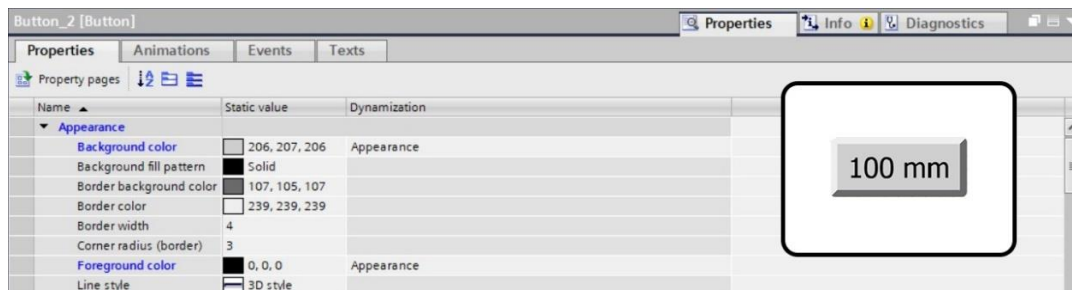 Button_2 [Button]
Properties Info Diagnostics
Properties Animations Events Texts
Property pages
Name Static value Dynamization
Appearance
Background color 206, 207, 206 Appearance
Background fill pattern Solid
Border background color 107, 105, 107
Border color 239, 239, 239
Border width 4
Corner radius (border) 3
Foreground color 0, 0, 0 Appearance
Line style 3D style
100 mm